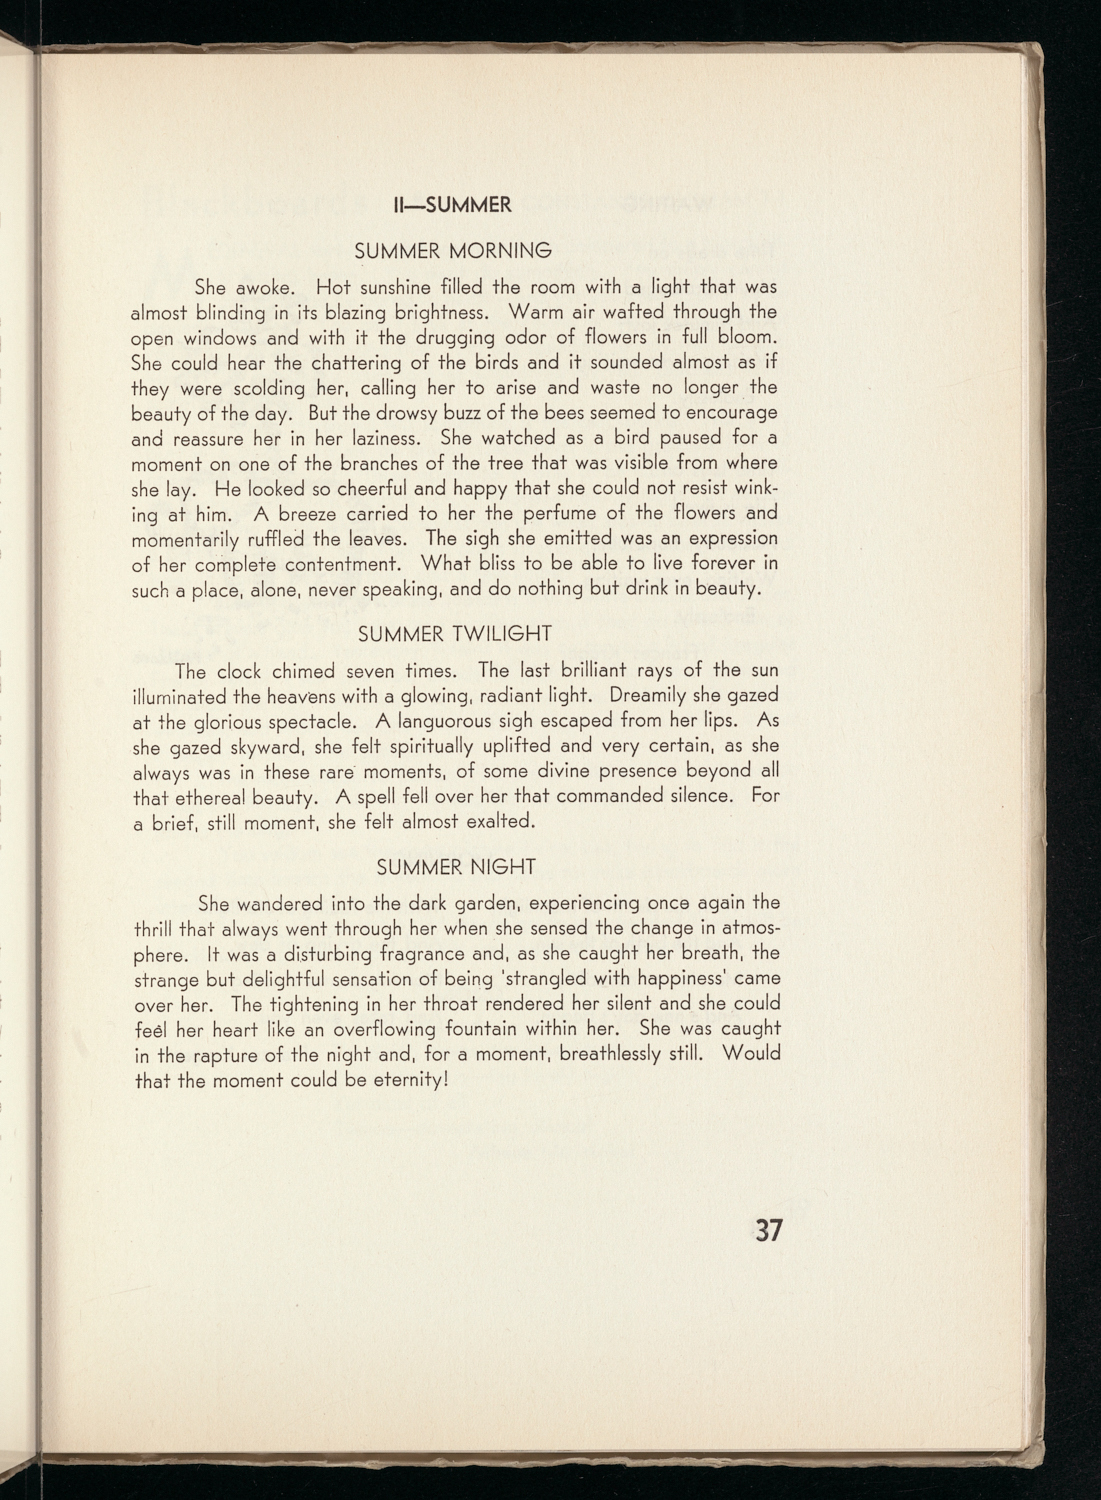 II—SUMMER
SUMMER MORNING
She awoke. Hot sunshine filled the room with a light that was
almost blinding in its blazing brightness. Warm air wafted through the
open windows and with it the drugging odor of flowers in full bloom.
She could hear the chattering of the birds and it sounded almost as if
they were scolding her, calling her to arise and waste no longer the
beauty of the day. But the drowsy buzz of the bees seemed to encourage
and reassure her in her laziness. She watched as a bird paused for a
moment on one of the branches of the tree that was visible from where
she lay. He looked so cheerful and happy that she could not resist wink-
ing at him. A breeze carried to her the perfume of the flowers and
momentarily ruffled the leaves. The sigh she emitted was an expression
of her complete contentment. What bliss to be able to live forever in
such a place, alone, never speaking, and do nothing but drink in beauty.
SUMMER TWILIGHT
The clock chimed seven times. The last brilliant rays of the sun
illuminated the heavens with a glowing, radiant light. Dreamily she gazed
at the glorious spectacle. A languorous sigh escaped from her lips. As
she gazed skyward, she felt spiritually uplifted and very certain, as she
always was in these rare moments, of some divine presence beyond all
that ethereal beauty. A spell fell over her that commanded silence. For
a brief, still moment, she felt almost exalted.
SUMMER NIGHT
She wandered into the dark garden, experiencing once again the
thrill that always went through her when she sensed the change in atmos-
phere. It was a disturbing fragrance and, as she caught her breath, the
strange but delightful sensation of being 'strangled with happiness' came
over her. The tightening in her throat rendered her silent and she could
feel her heart like an overflowing fountain within her. She was caught
in the rapture of the night and, for a moment, breathlessly still. Would
that the moment could be eternity!
37